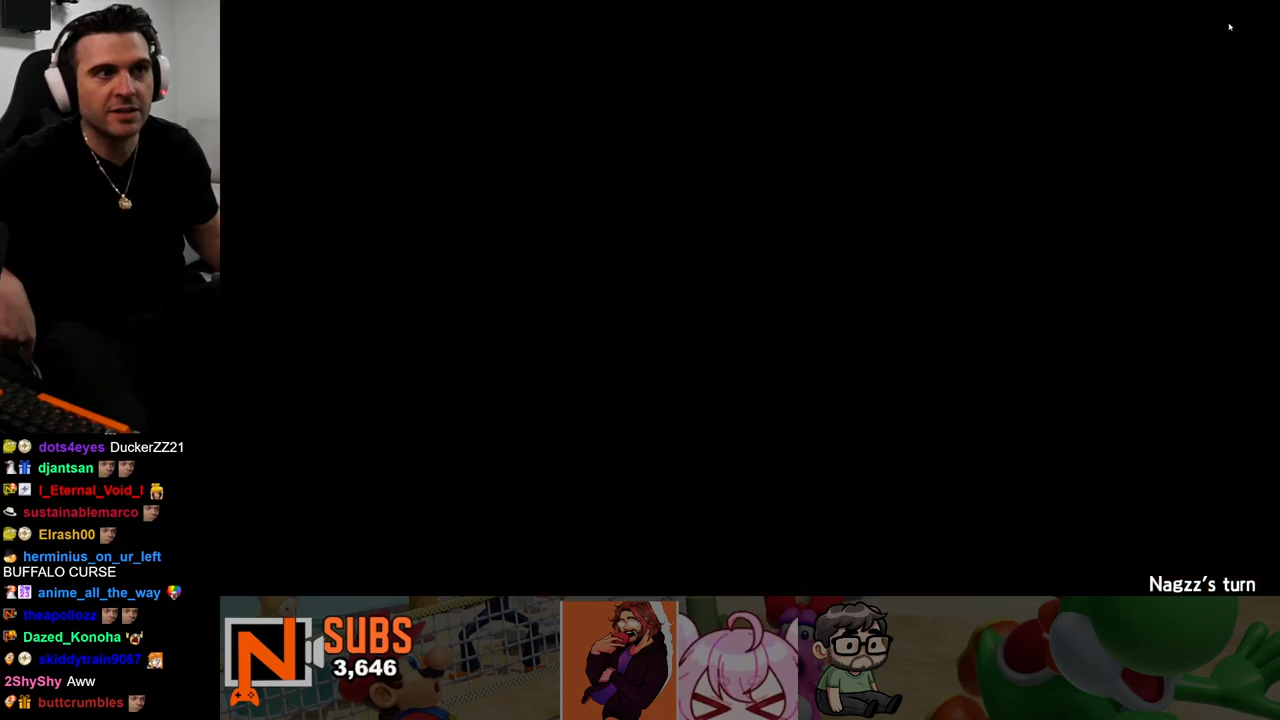 dots4eyes DuckerZZ21
djantsan
I_Eternal_Void_I
sustainablemarco
Elrash00
herminius_on_ur_left
BUFFALO CURSE
anime_all_the_way
theapollozz
Dazed_Konoha
skiddytrain9067
2ShyShy Aww
buttcrumbles
Nagzz's turn
N SUBS
3,646